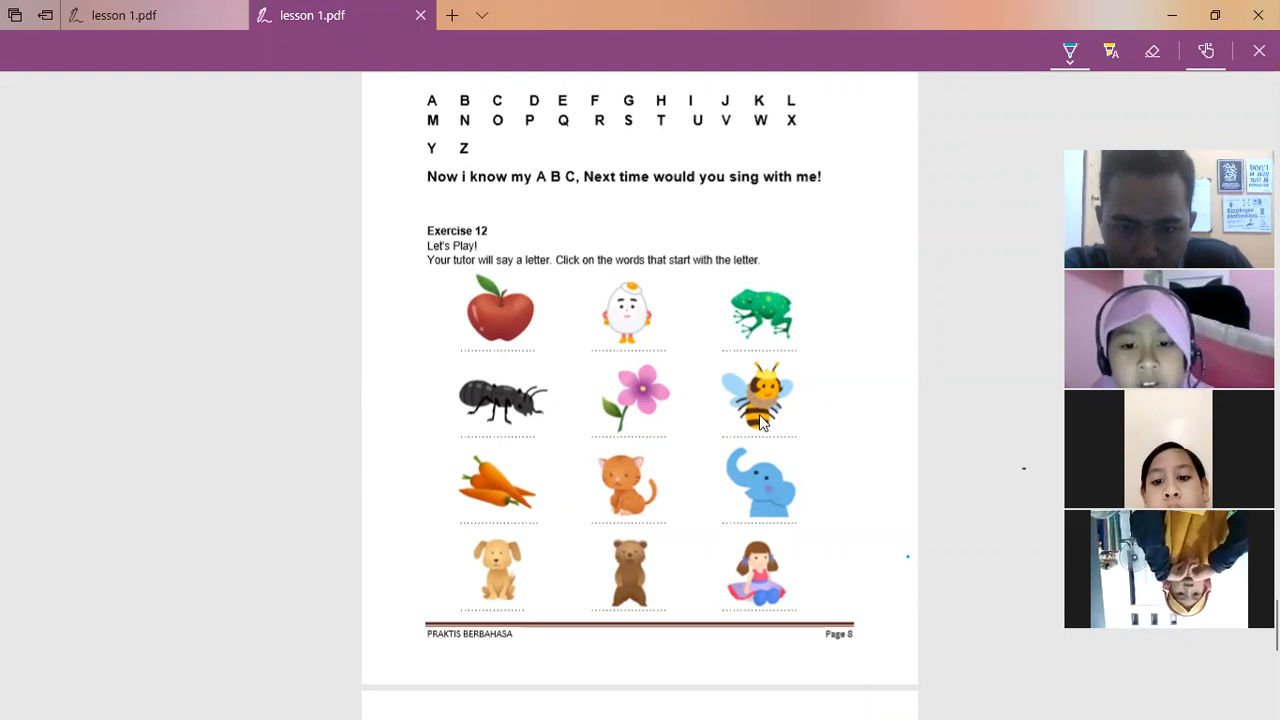 lesson 1.pdf
lesson 1.pdf
A B C D E F G H I J K L
M N O P Q R S T U V W X
Y Z
Now i know my A B C, Next time would you sing with me!
Exercise 12
Let's Play!
Your tutor will say a letter. Click on the words that start with the letter.
PRAKTIS BERBAHASA
Page 8